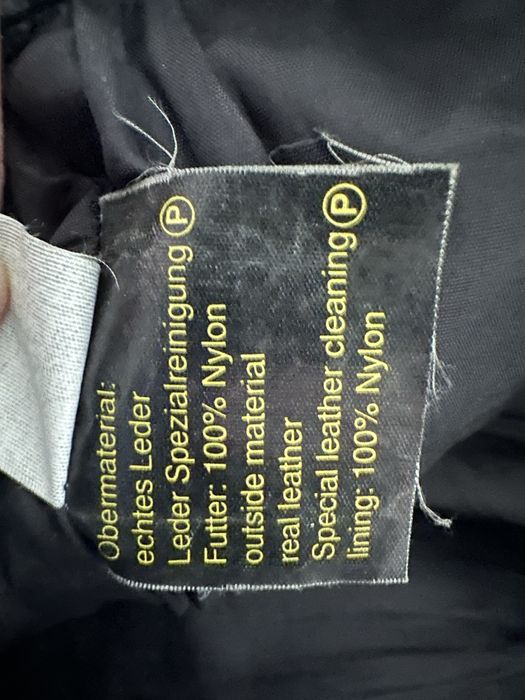 Obermaterial:
echtes Leder
Leder Spezialreinigung Ⓟ
Futter: 100% Nylon
outside material
real leather
Special leather cleaning Ⓟ
lining: 100% Nylon